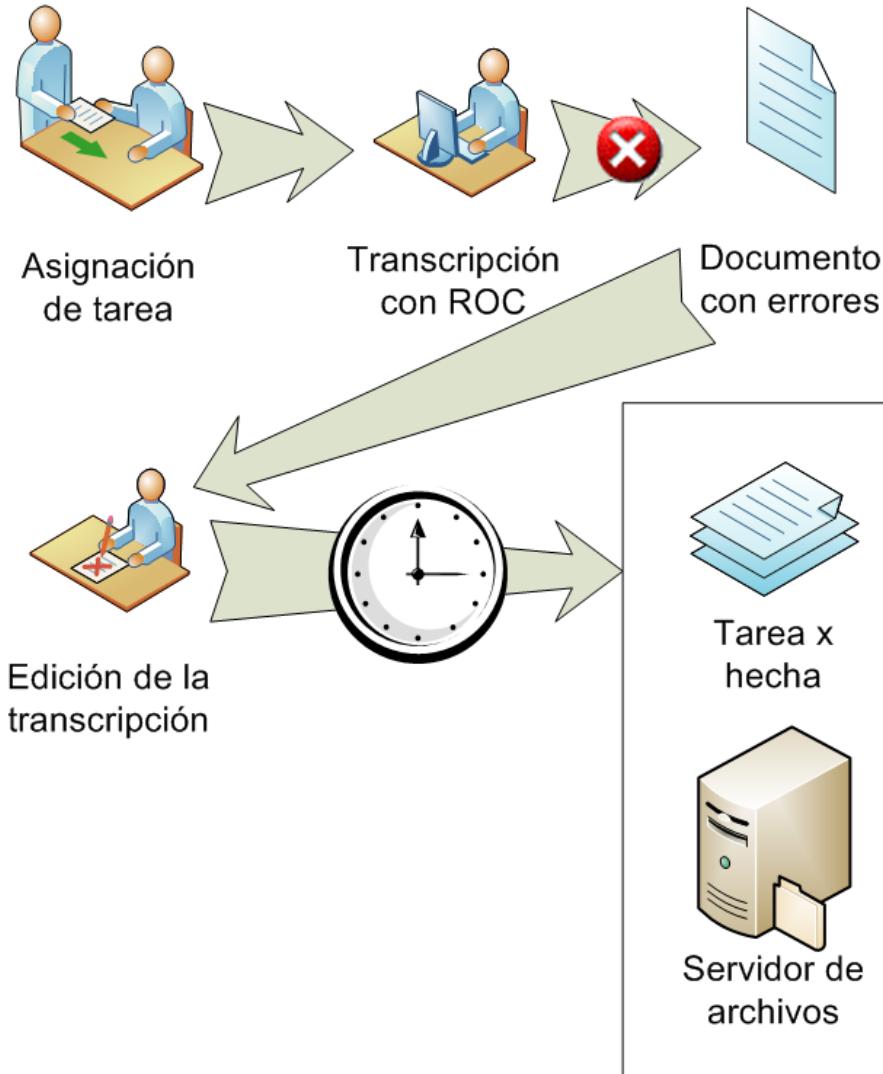 Asignación
de tarea
Transcripción
con ROC
Documento
con errores
Edición de la
transcripción
Tarea x
hecha
Servidor de
archivos